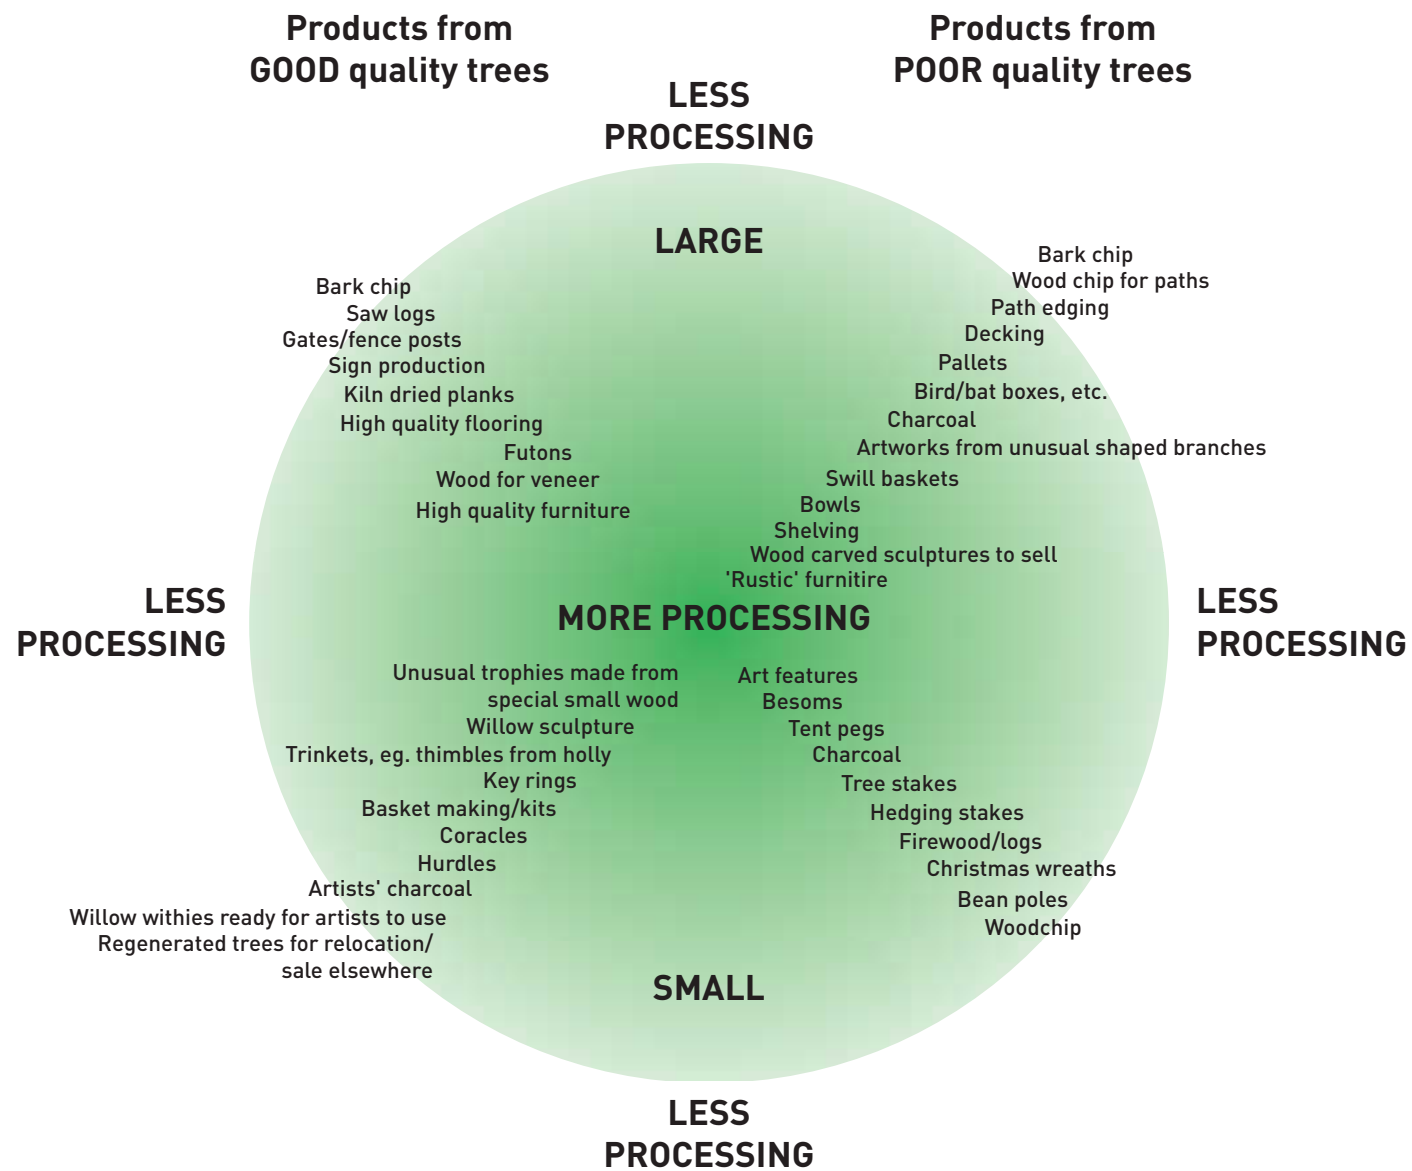 Products from
GOOD quality trees
Products from
POOR quality trees
LESS
PROCESSING
LARGE
Bark chip
Saw logs
Gates/fence posts
Sign production
Kiln dried planks
High quality flooring
Futons
Wood for veneer
High quality furniture
Bark chip
Wood chip for paths
Path edging
Decking
Pallets
Bird/bat boxes, etc.
Charcoal
Artworks from unusual shaped branches
Swill baskets
Bowls
Shelving
Wood carved sculptures to sell
'Rustic' furnitire
LESS
PROCESSING
MORE PROCESSING
LESS
PROCESSING
Unusual trophies made from
special small wood
Willow sculpture
Trinkets, eg. thimbles from holly
Key rings
Basket making/kits
Coracles
Hurdles
Artists' charcoal
Willow withies ready for artists to use
Regenerated trees for relocation/
sale elsewhere
Art features
Besoms
Tent pegs
Charcoal
Tree stakes
Hedging stakes
Firewood/logs
Christmas wreaths
Bean poles
Woodchip
SMALL
LESS
PROCESSING